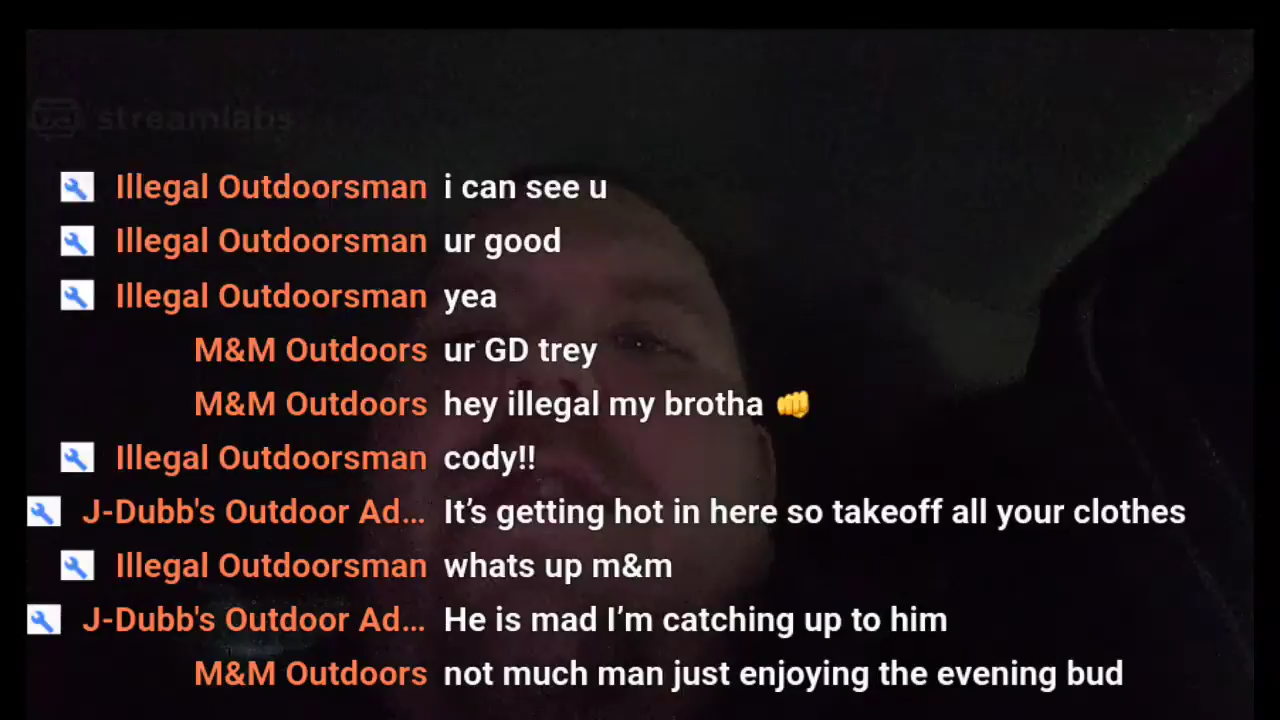 streamlabs
Illegal Outdoorsman i can see u
Illegal Outdoorsman ur good
Illegal Outdoorsman yea
M&M Outdoors ur GD trey
M&M Outdoors hey illegal my brotha 👊
Illegal Outdoorsman cody!!
J-Dubb's Outdoor Ad... It’s getting hot in here so takeoff all your clothes
Illegal Outdoorsman whats up m&m
J-Dubb's Outdoor Ad... He is mad I’m catching up to him
M&M Outdoors not much man just enjoying the evening bud